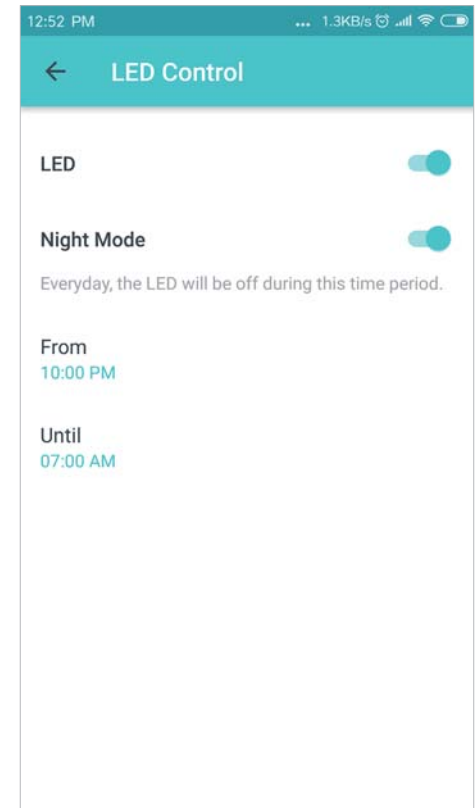 12:52 PM ... 1.3KB/s
LED Control
LED
Night Mode
Everyday, the LED will be off during this time period.
From
10:00 PM
Until
07:00 AM